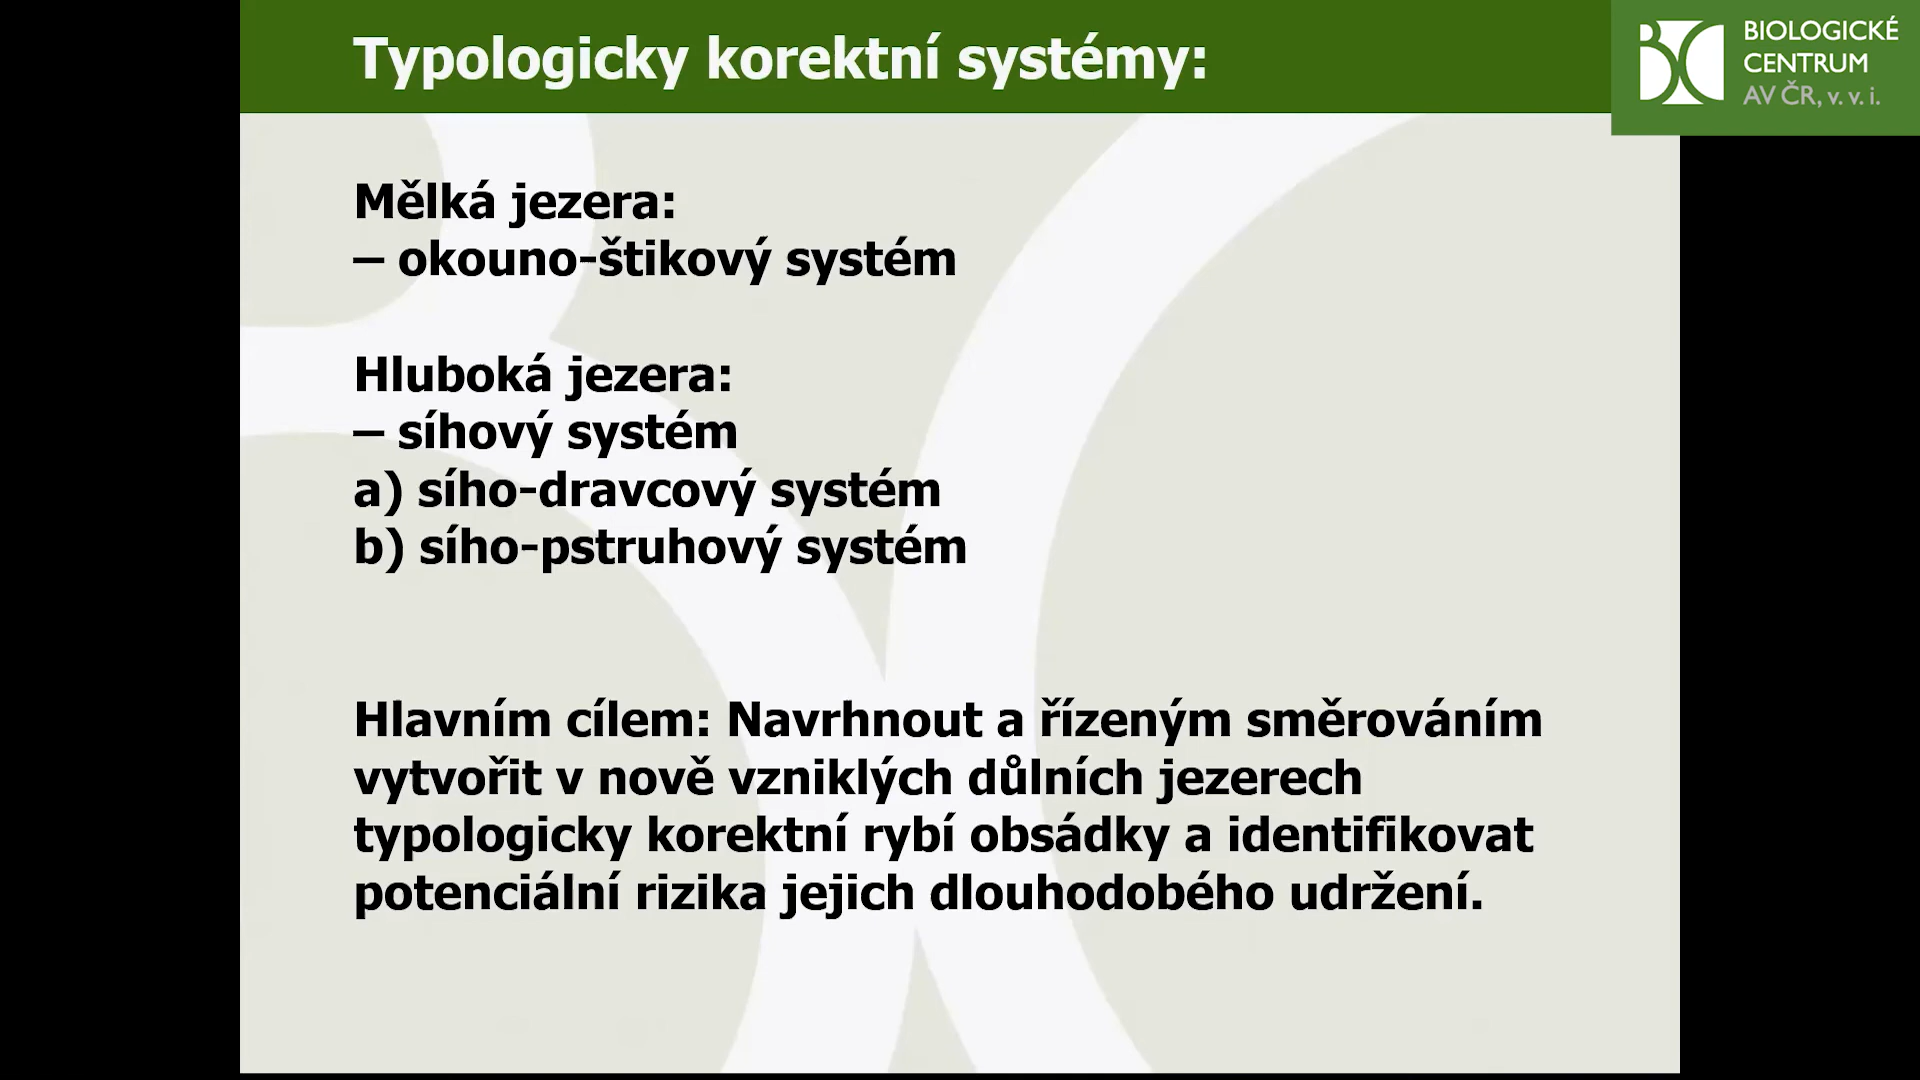 Typologicky korektní systémy:
BIOLOGICKÉ
CENTRUM
AV ČR, v. v. i.
Mělká jezera:
– okouno-štikový systém
Hluboká jezera:
– síhový systém
a) sího-dravcový systém
b) sího-pstruhový systém
Hlavním cílem: Navrhnout a řízeným směrováním
vytvořit v nově vzniklých důlních jezerech
typologicky korektní rybí obsádky a identifikovat
potenciální rizika jejich dlouhodobého udržení.